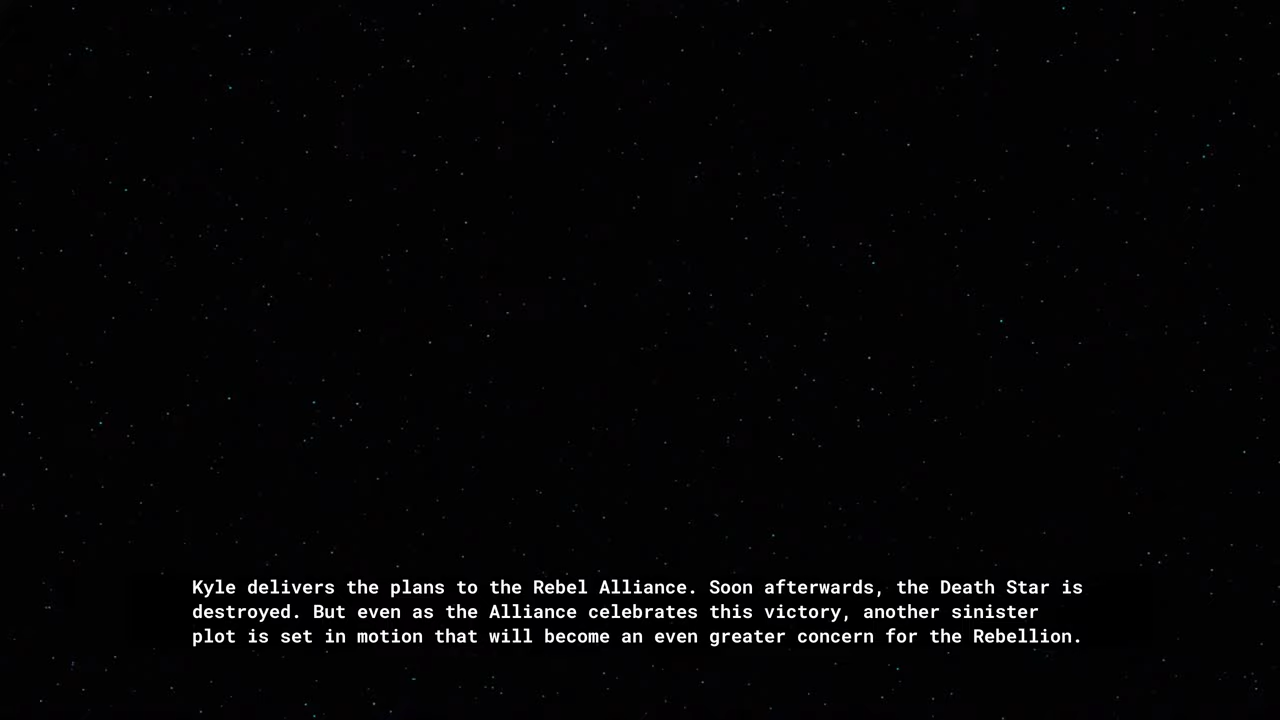 Kyle delivers the plans to the Rebel Alliance. Soon afterwards, the Death Star is
destroyed. But even as the Alliance celebrates this victory, another sinister
plot is set in motion that will become an even greater concern for the Rebellion.